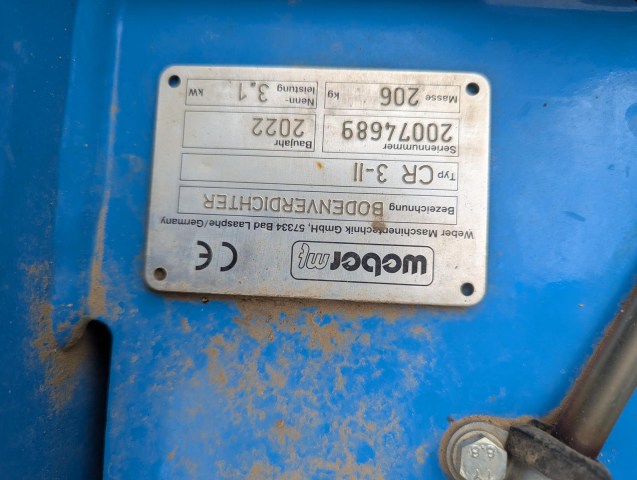 weber mt CE
Weber Maschinentechnik GmbH, 57334 Bad Laasphe/Germany
Bezeichnung BODENVERDICHTER
Typ CR 3-II
Seriennummer 20074689 Baujahr 2022
Masse 206 kg Nenn-leistung 3.1 kW
8.8